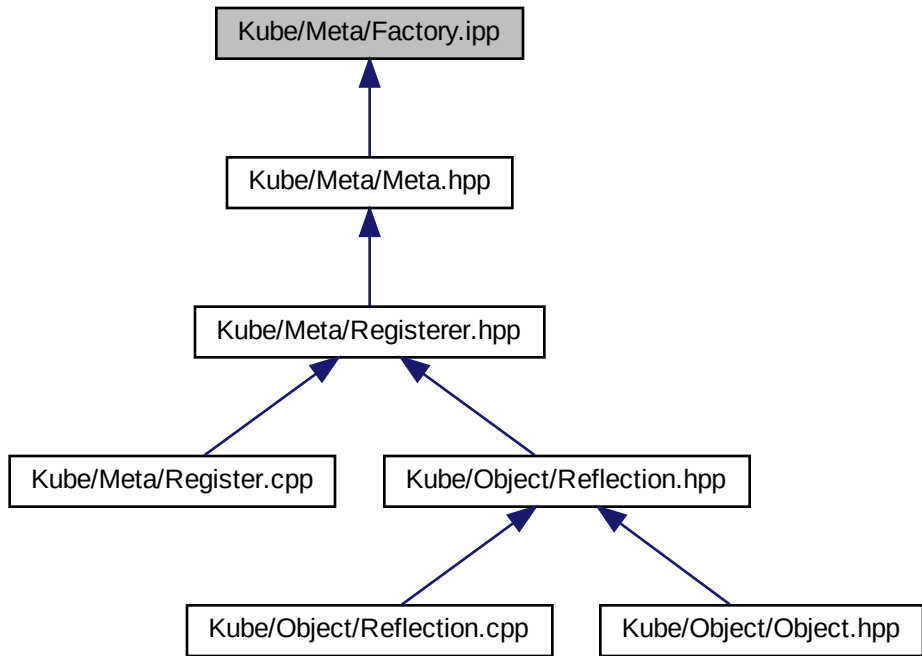 Kube/Meta/Factory.ipp
Kube/Meta/Meta.hpp
Kube/Meta/Registerer.hpp
Kube/Meta/Register.cpp
Kube/Object/Reflection.hpp
Kube/Object/Reflection.cpp
Kube/Object/Object.hpp